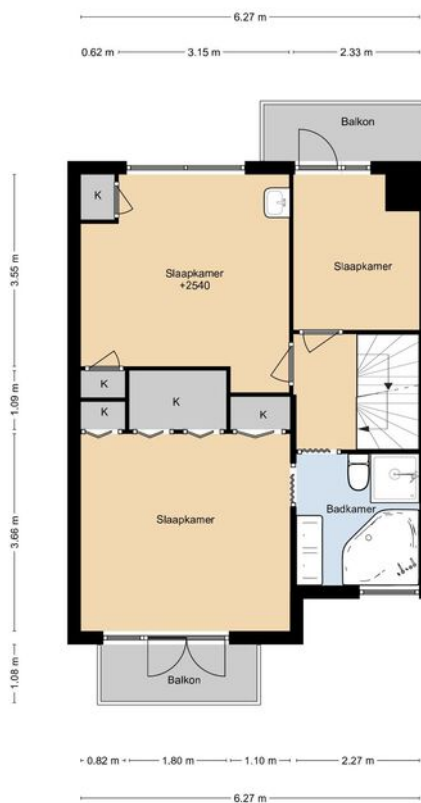 6.27 m
0.62 m
3.15 m
2.33 m
Balkon
K
Slaapkamer
+2540
Slaapkamer
3.55 m
K
K
K
K
1.09 m
Slaapkamer
Badkamer
3.66 m
Balkon
1.08 m
0.82 m
1.80 m
1.10 m
2.27 m
6.27 m